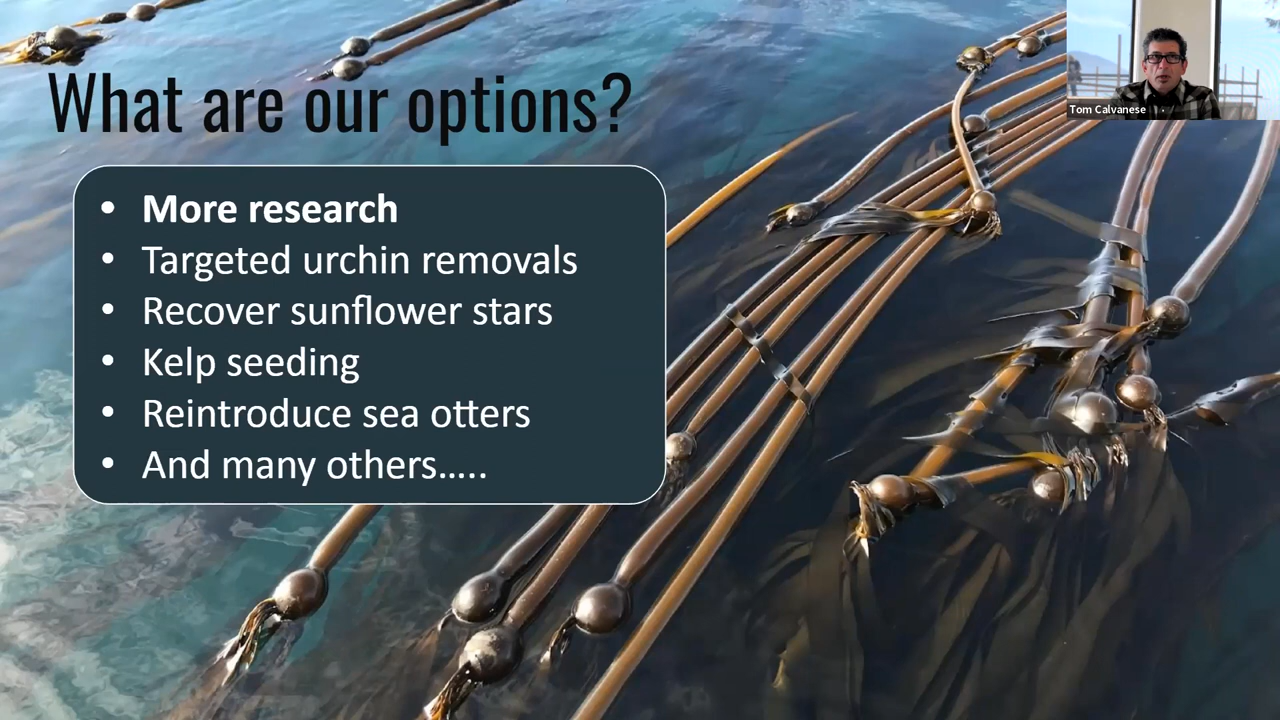 Tom Calvanese
What are our options?
• More research
• Targeted urchin removals
• Recover sunflower stars
• Kelp seeding
• Reintroduce sea otters
• And many others…..